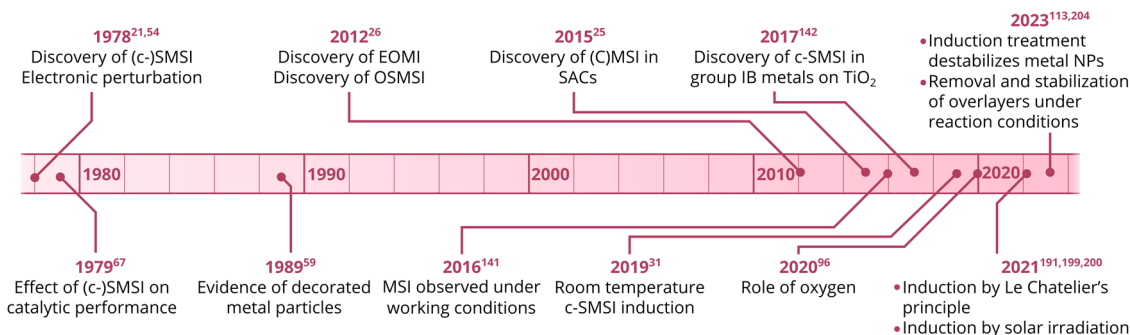 1978²¹,⁵⁴
Discovery of (c-)SMSI
Electronic perturbation
2012²⁶
Discovery of EOMI
Discovery of OSMSI
2015²⁵
Discovery of (C)MSI in
SACs
2017¹⁴²
Discovery of c-SMSI in
group IB metals on TiO₂
2023¹¹³,²⁰⁴
•Induction treatment
destabilizes metal NPs
•Removal and stabilization
of overlayers under
reaction conditions
1980
1990
2000
2010
2020
1979⁶⁷
Effect of (c-)SMSI on
catalytic performance
1989⁵⁹
Evidence of decorated
metal particles
2016¹⁴¹
MSI observed under
working conditions
2019³¹
Room temperature
c-SMSI induction
2020⁹⁶
Role of oxygen
2021¹⁹¹,¹⁹⁹,²⁰⁰
•Induction by Le Chatelier's
principle
•Induction by solar irradiation